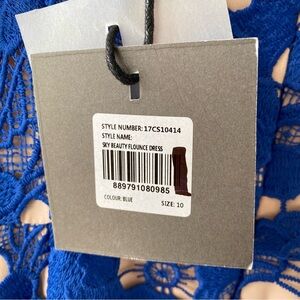 STYLE NUMBER: 17CS10414
STYLE NAME:
SKY BEAUTY FLOUNCE DRESS
889791080985
COLOUR: BLUE SIZE: 10